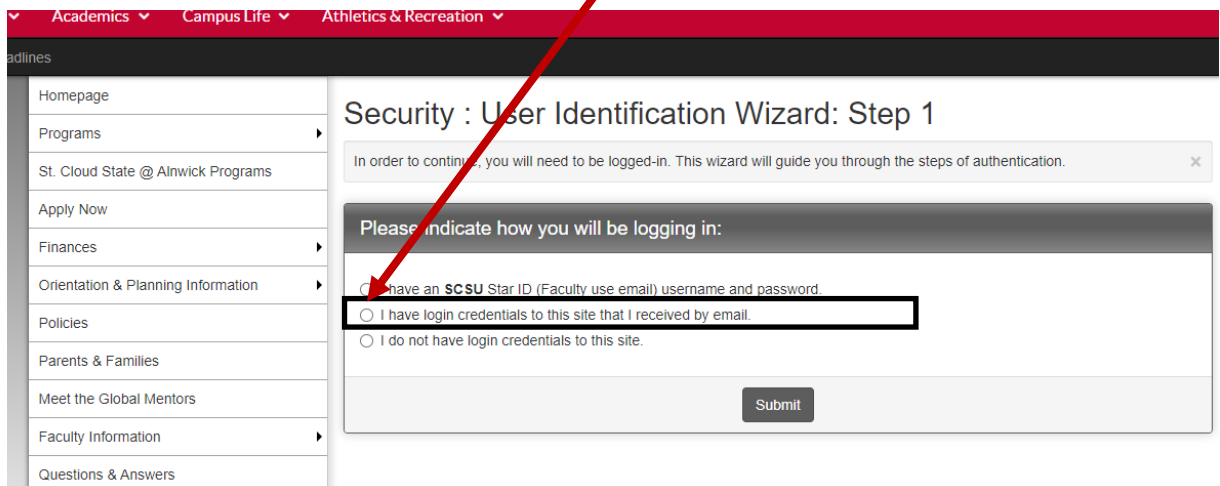 Academics Campus Life Athletics & Recreation
adlines
Homepage
Programs
St. Cloud State @ Alnwick Programs
Apply Now
Finances
Orientation & Planning Information
Policies
Parents & Families
Meet the Global Mentors
Faculty Information
Questions & Answers
Security : User Identification Wizard: Step 1
In order to continue, you will need to be logged-in. This wizard will guide you through the steps of authentication. ×
Please indicate how you will be logging in:
I have an SCSU Star ID (Faculty use email) username and password.
I have login credentials to this site that I received by email.
I do not have login credentials to this site.
Submit